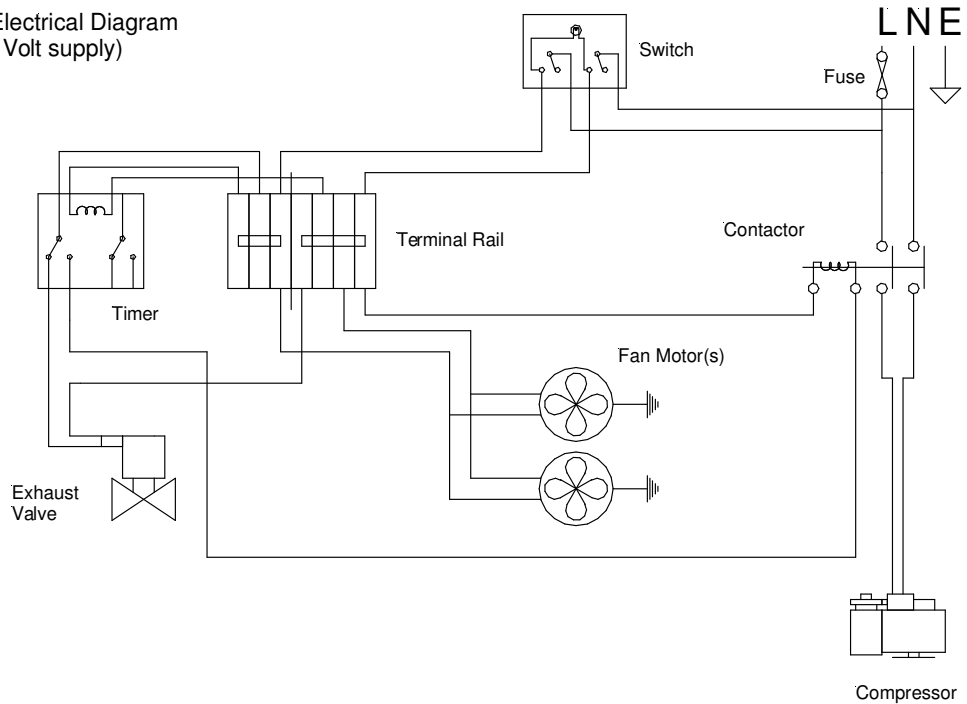 Electrical Diagram
Volt supply)
Switch
L N E
Fuse
Terminal Rail
Contactor
Timer
Fan Motor(s)
Exhaust
Valve
Compressor